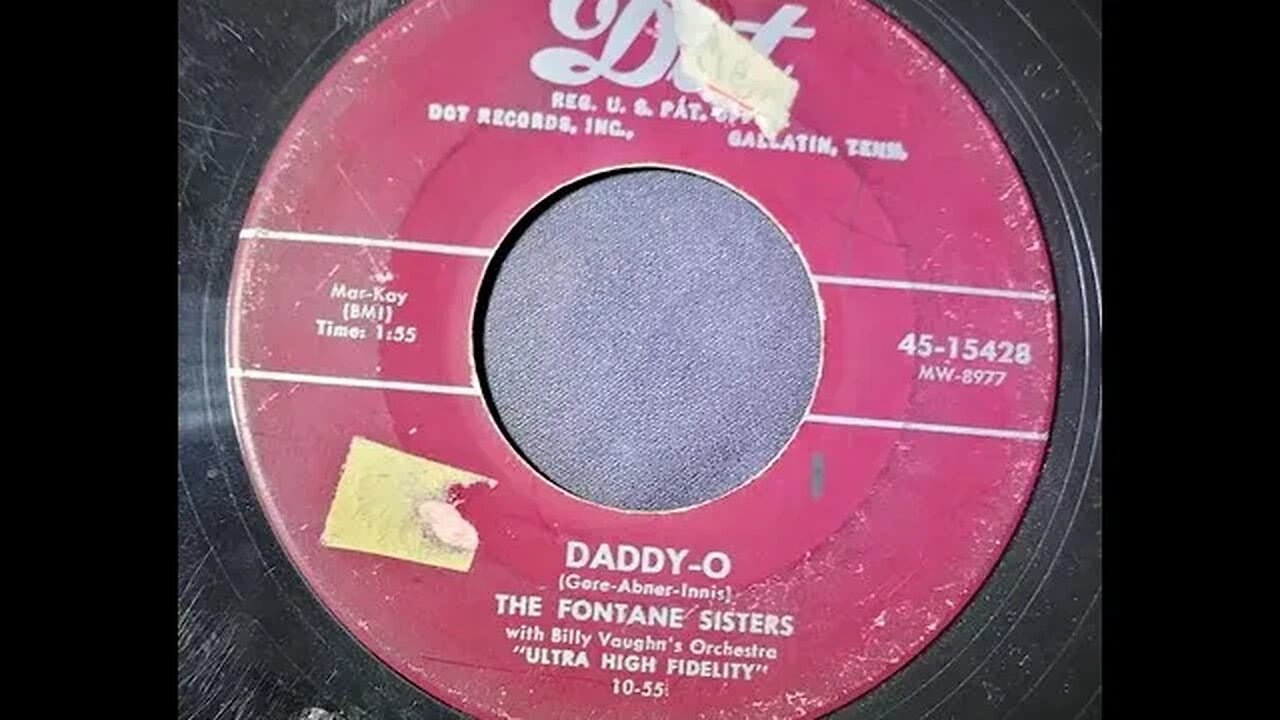 Dot
REG. U. S. PAT. OFF.
DOT RECORDS, INC., GALLATIN, TENN.
Mar-Kay
(BMI)
Time: 1:55
45-15428
MW-8977
DADDY-O
(Gore-Abner-Innis)
THE FONTANE SISTERS
with Billy Vaughn's Orchestra
"ULTRA HIGH FIDELITY"
10-55